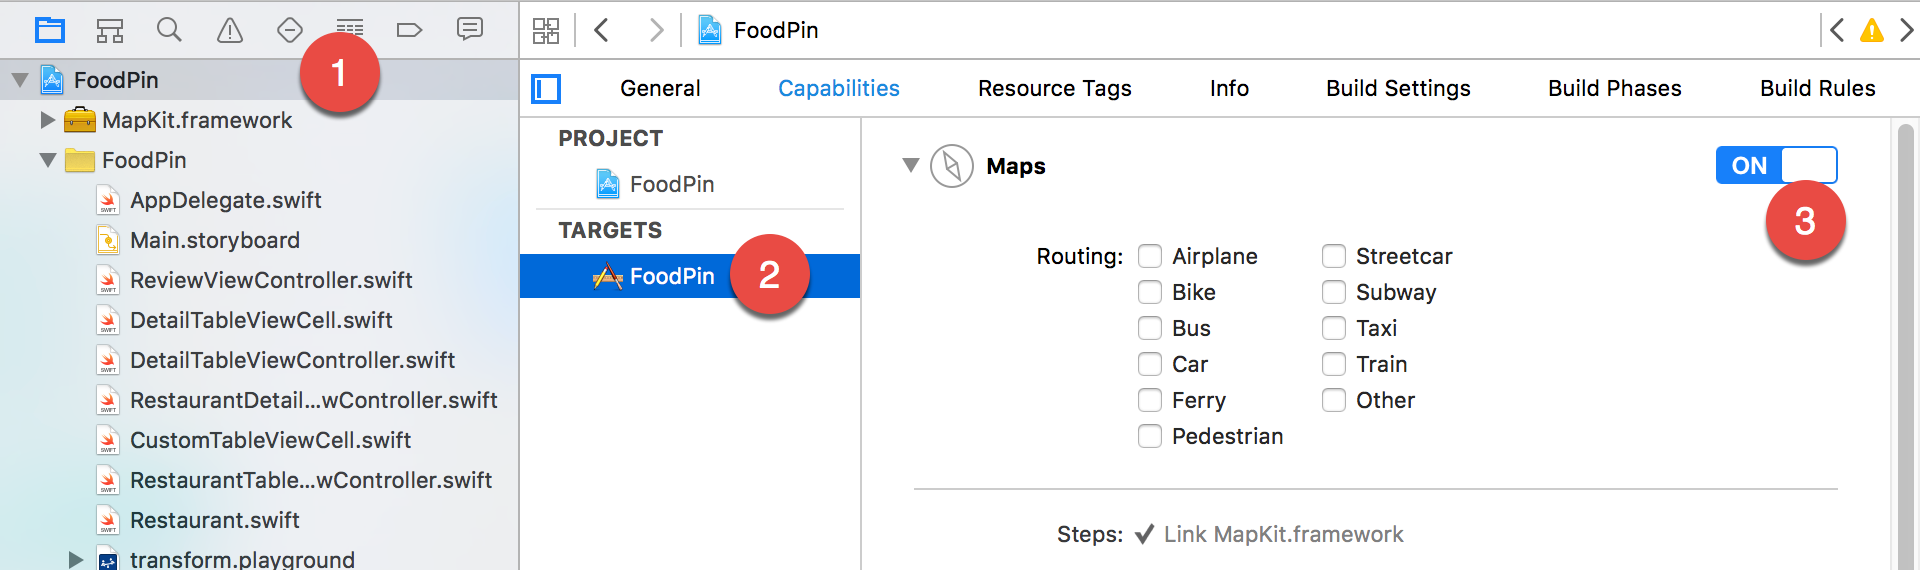 FoodPin
1
MapKit.framework
FoodPin
AppDelegate.swift
Main.storyboard
ReviewViewController.swift
DetailTableViewCell.swift
DetailTableViewController.swift
RestaurantDetail...wController.swift
CustomTableViewCell.swift
RestaurantTable...wController.swift
Restaurant.swift
transform.playground
FoodPin
General Capabilities Resource Tags Info Build Settings Build Phases Build Rules
PROJECT
FoodPin
TARGETS
FoodPin
2
Maps
ON
3
Routing:
Airplane
Bike
Bus
Car
Ferry
Pedestrian
Streetcar
Subway
Taxi
Train
Other
Steps: Link MapKit.framework